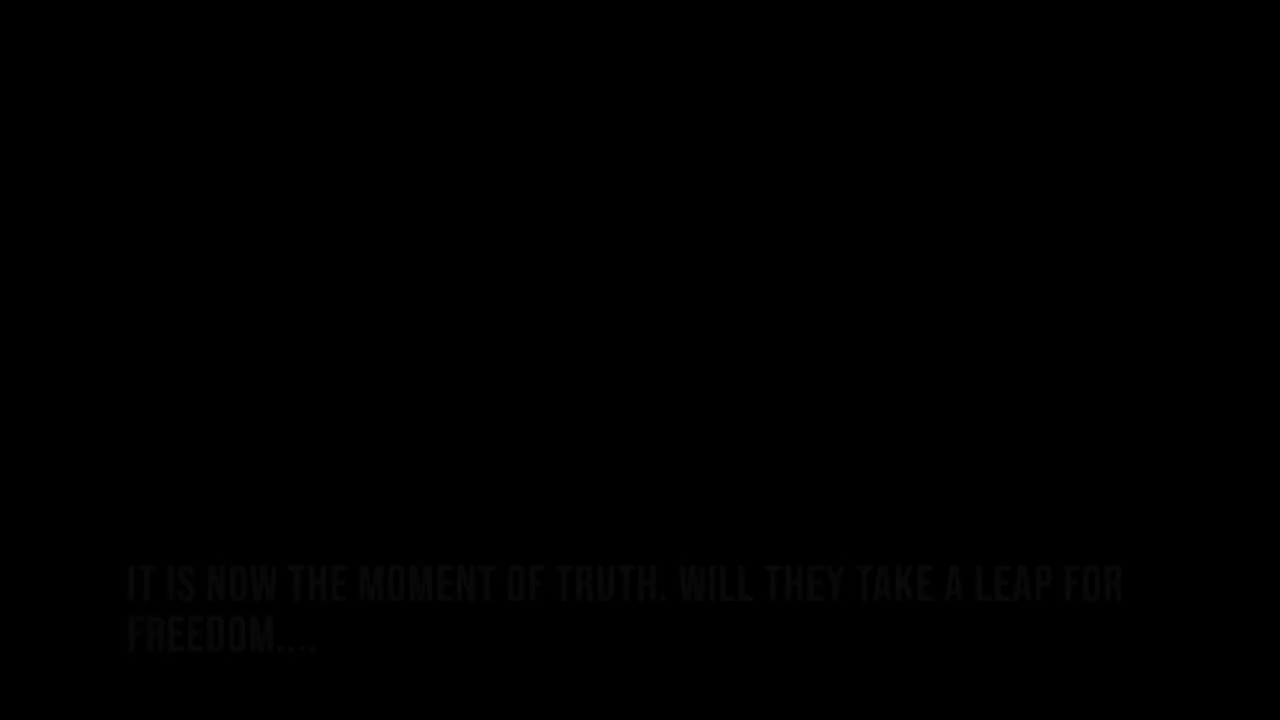 IT IS NOW THE MOMENT OF TRUTH. WILL THEY TAKE A LEAP FOR
FREEDOM....